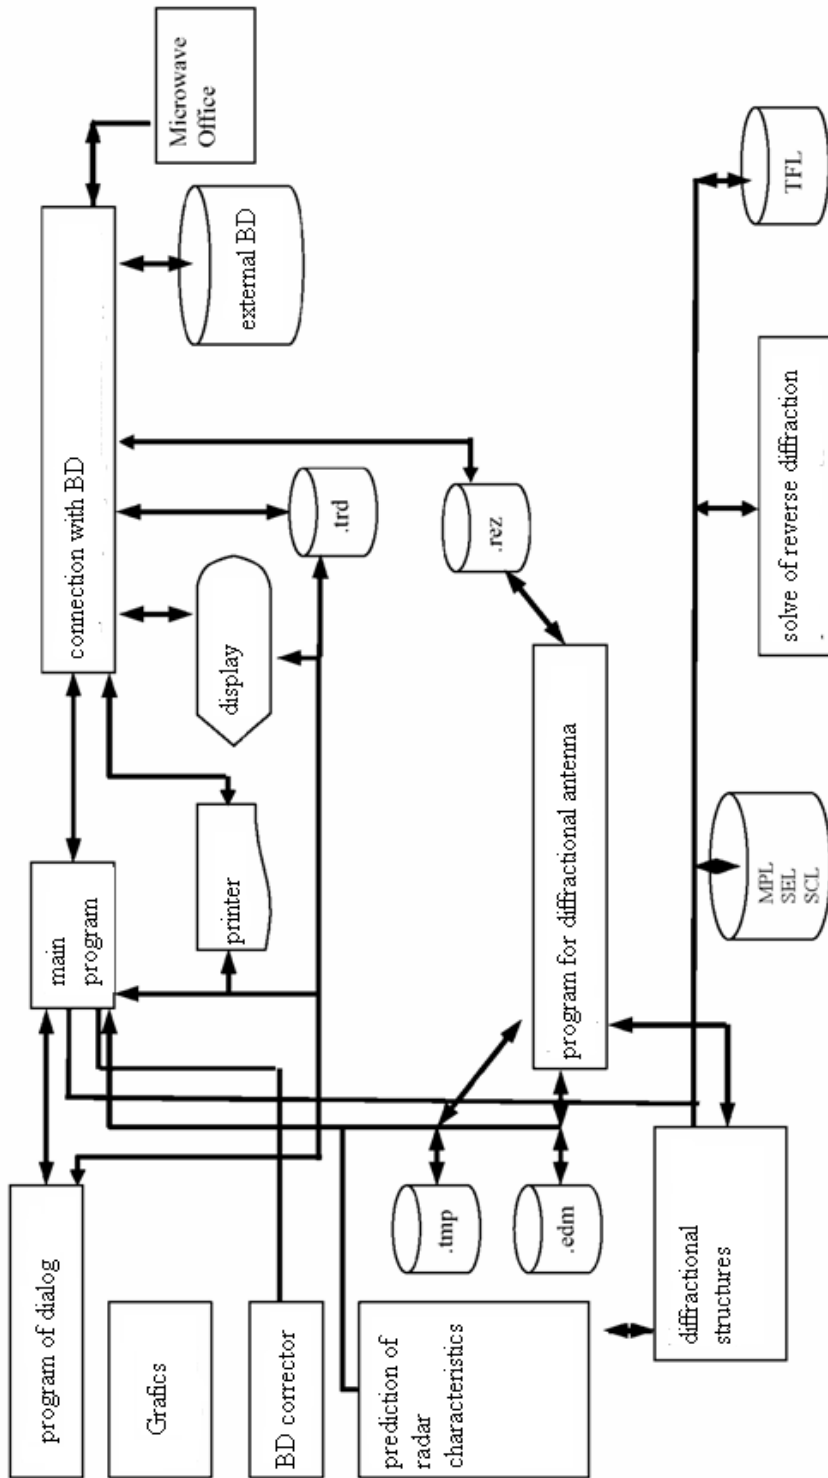 program of dialog
main
program
connection with BD
Grafics
Microwave
Office
printer
display
external BD
BD corrector
.trd
prediction of
radar
characteristics
.tmp
.rez
.edm
program for diffractional antenna
diffractional
structures
MPL
SEL
SCL
solve of reverse diffraction
TFL